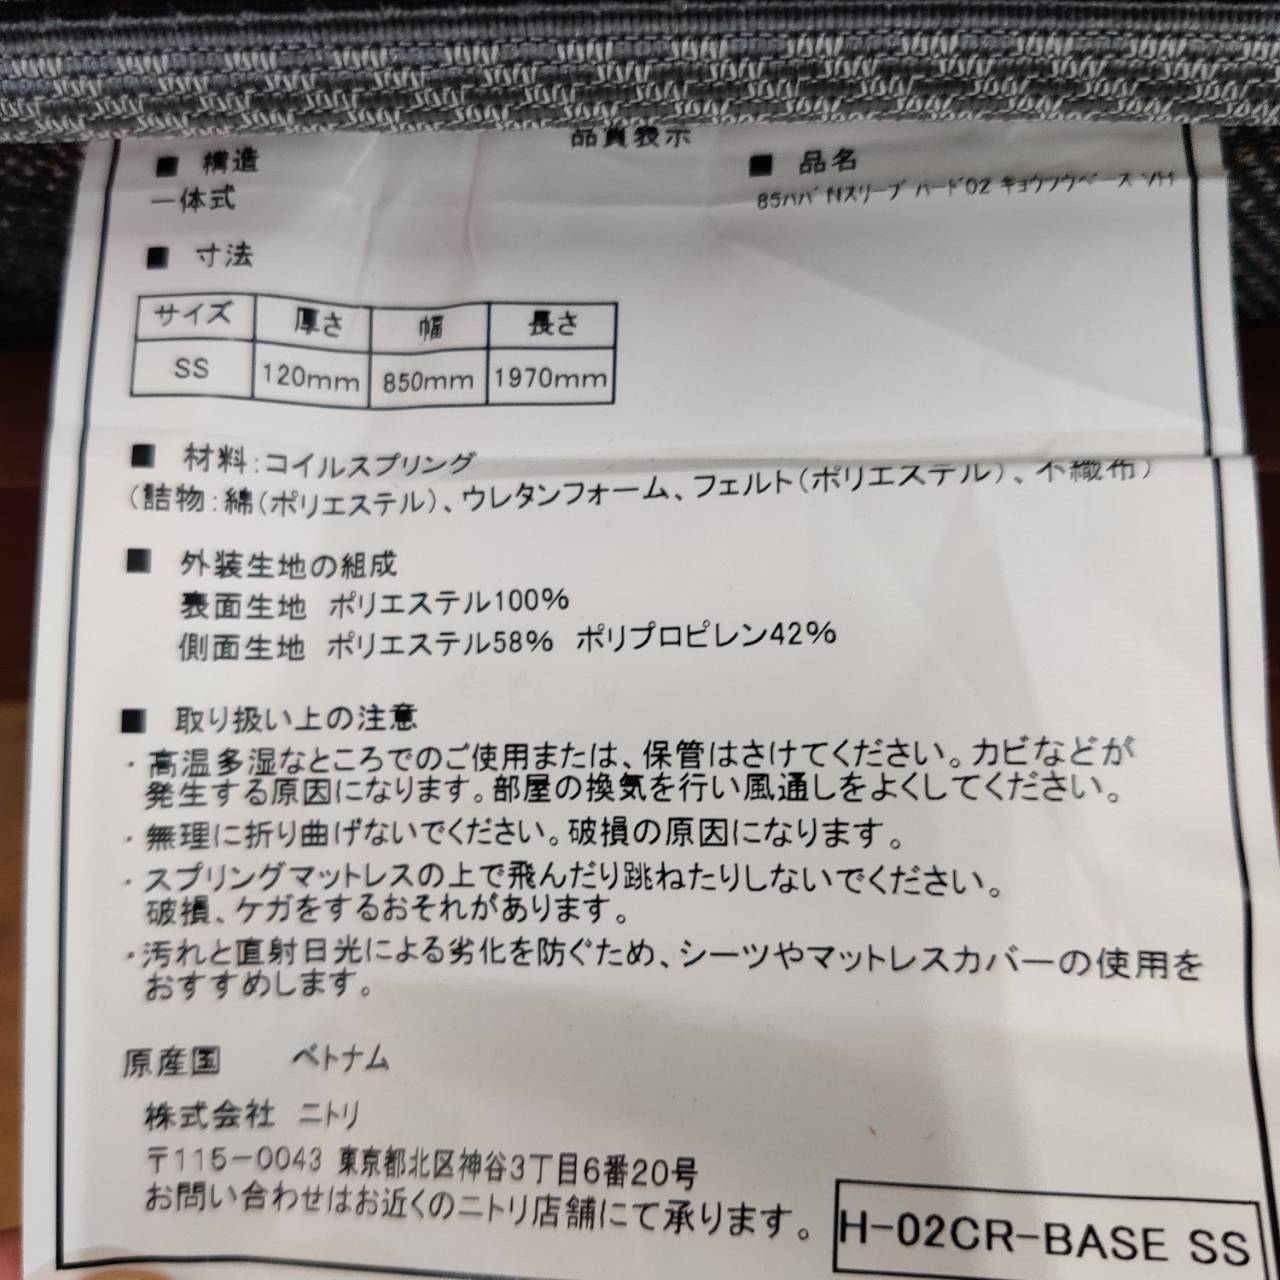 品質表示
■ 構造
一体式
■ 品名
85ハバ Nスリープ ハード02 キョウツウベース VH
■ 寸法
サイズ 厚さ 幅 長さ
SS 120mm 850mm 1970mm
■ 材料:コイルスプリング
(詰物:綿(ポリエステル)、ウレタンフォーム、フェルト(ポリエステル)、不織布)
■ 外装生地の組成
表面生地 ポリエステル100%
側面生地 ポリエステル58% ポリプロピレン42%
■ 取り扱い上の注意
・高温多湿なところでのご使用または、保管はさけてください。カビなどが
発生する原因になります。部屋の換気を行い風通しをよくしてください。
・無理に折り曲げないでください。破損の原因になります。
・スプリングマットレスの上で飛んだり跳ねたりしないでください。
破損、ケガをするおそれがあります。
・汚れと直射日光による劣化を防ぐため、シーツやマットレスカバーの使用を
おすすめします。
原産国 ベトナム
株式会社 ニトリ
〒115-0043 東京都北区神谷3丁目6番20号
お問い合わせはお近くのニトリ店舗にて承ります。
H-02CR-BASE SS